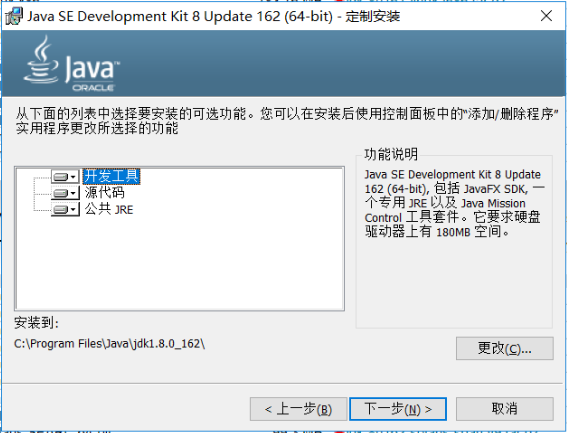 Java SE Development Kit 8 Update 162 (64-bit) - 定制安装
Java™
ORACLE
从下面的列表中选择要安装的可选功能。您可以在安装后使用控制面板中的“添加/删除程序”
实用程序更改所选择的功能
开发工具
源代码
公共 JRE
功能说明
Java SE Development Kit 8 Update
162 (64-bit), 包括 JavaFX SDK, 一
个专用 JRE 以及 Java Mission
Control 工具套件。它要求硬盘
驱动器上有 180MB 空间。
安装到:
C:\Program Files\Java\jdk1.8.0_162\
更改(C)...
< 上一步(B)
下一步(N) >
取消